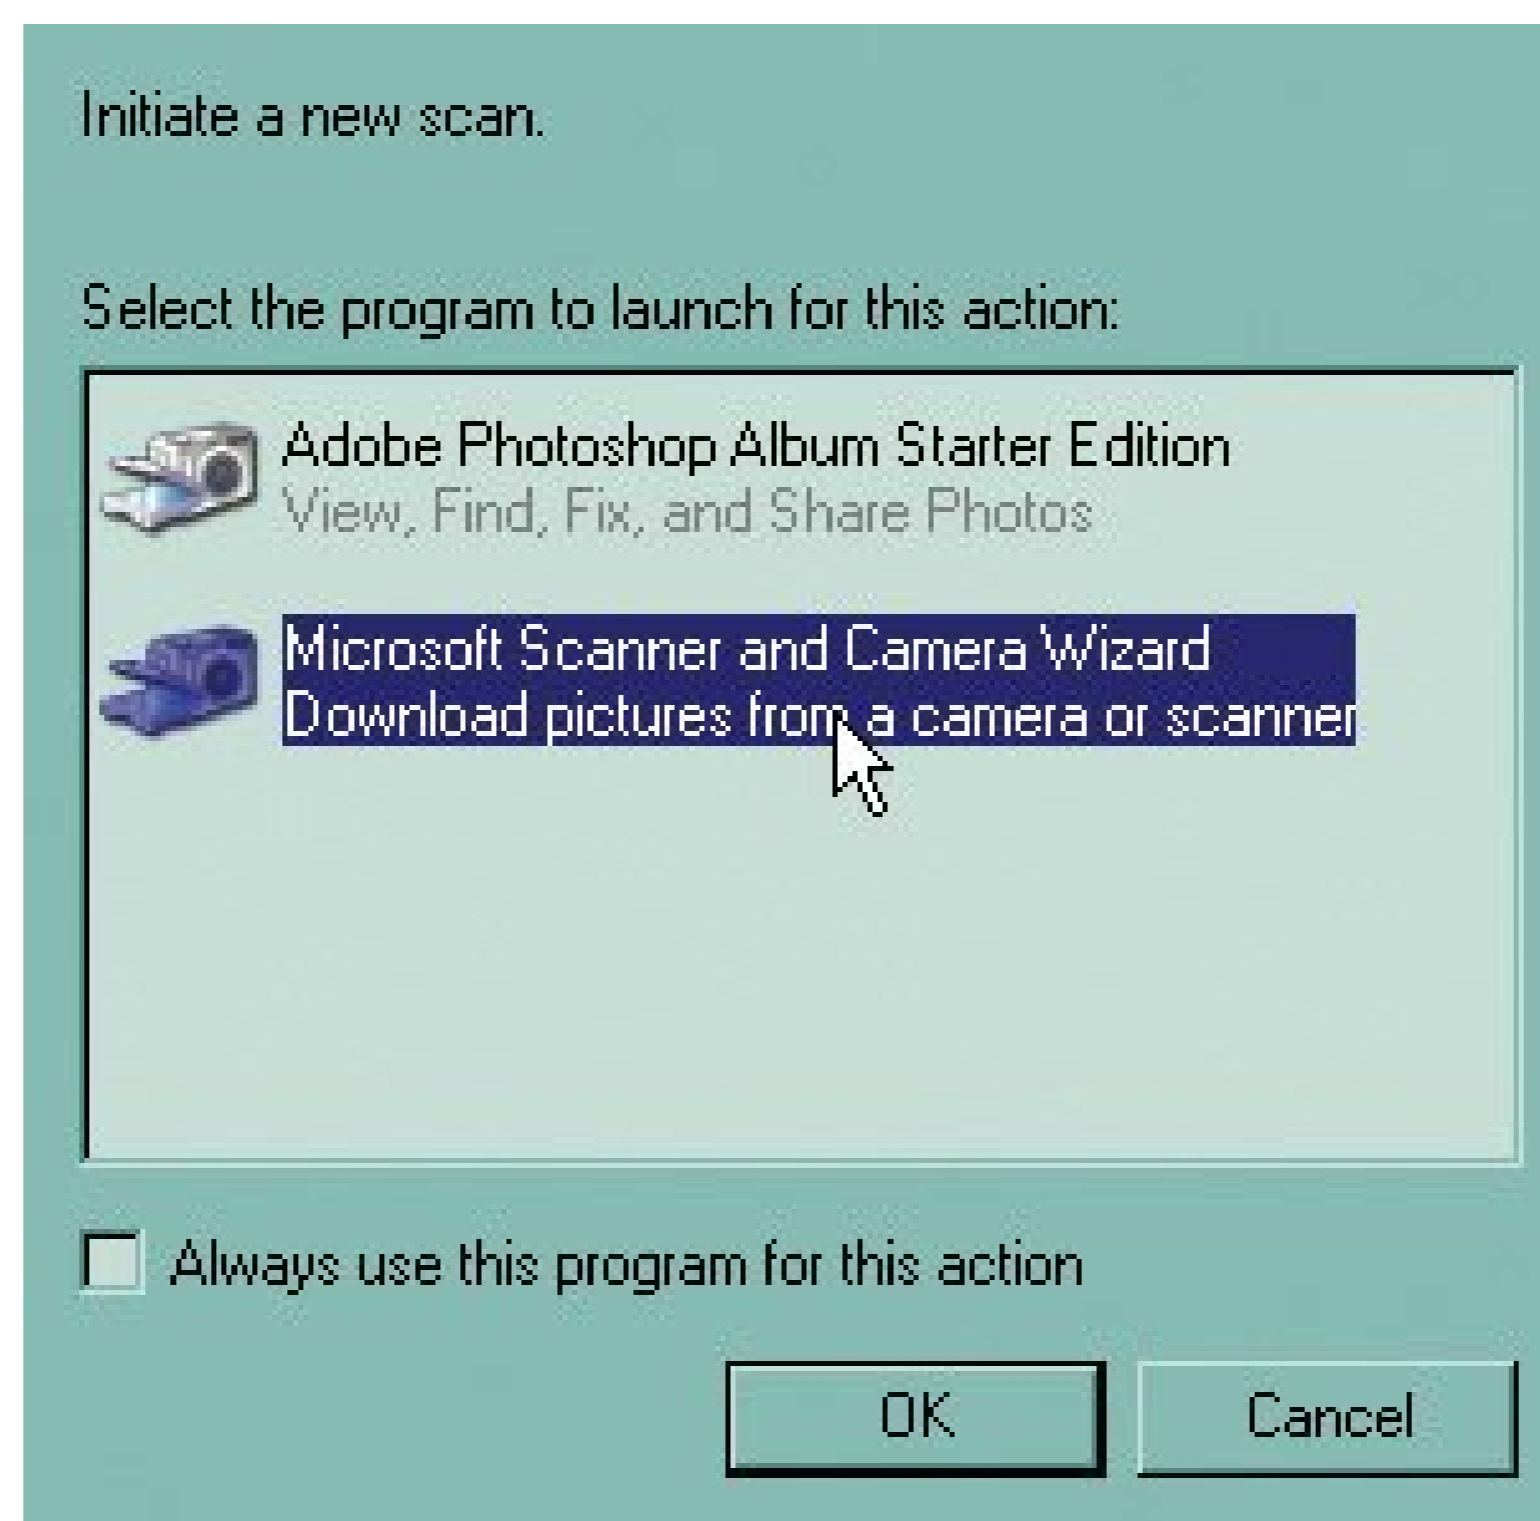 Initiate a new scan.
Select the program to launch for this action:
Adobe Photoshop Album Starter Edition
View, Find, Fix, and Share Photos
Microsoft Scanner and Camera Wizard
Download pictures from a camera or scanner
Always use this program for this action
OK
Cancel